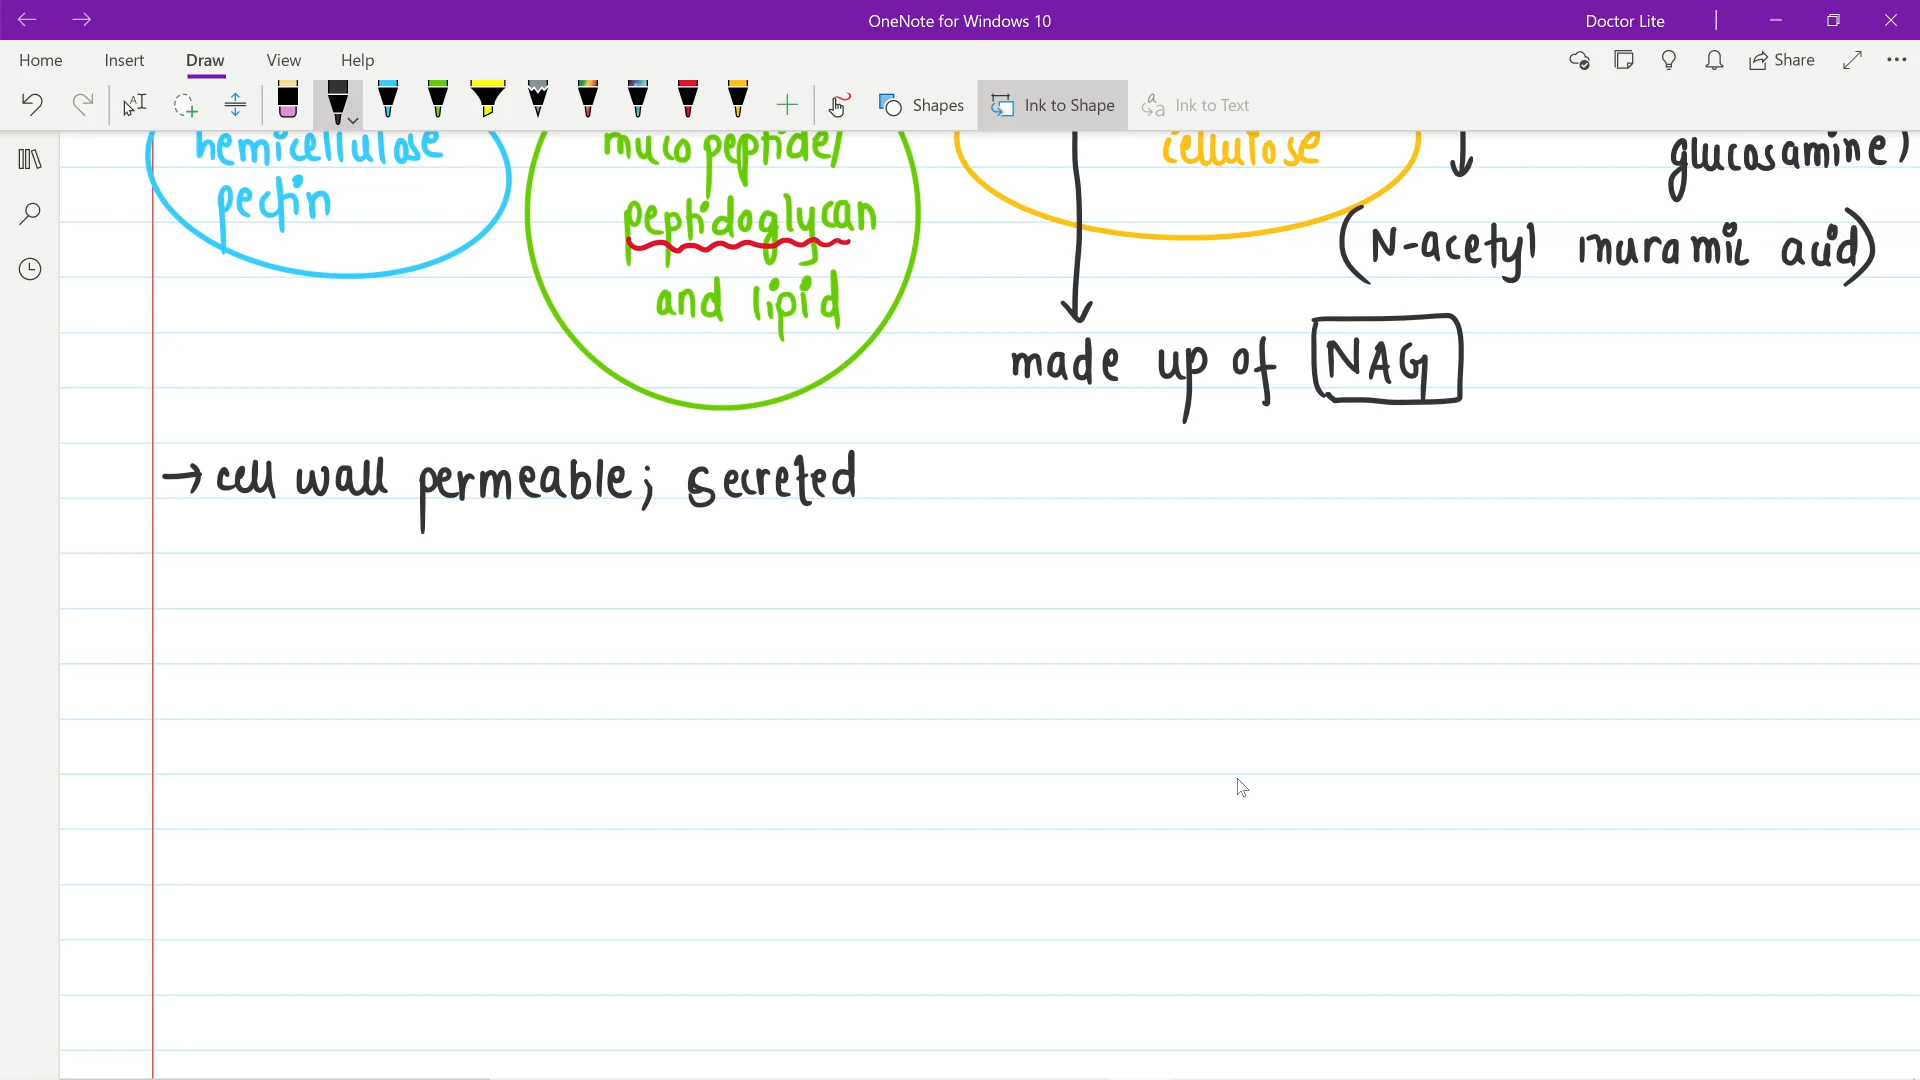 OneNote for Windows 10
Doctor Lite
Home Insert Draw View Help
Share
Shapes
Ink to Shape
Ink to Text
hemicellulose
pectin
mucopeptide/
peptidoglycan
and lipid
cellulose
glucosamine)
(N-acetyl muramic acid)
made up of NAG
→ cell wall permeable; secreted